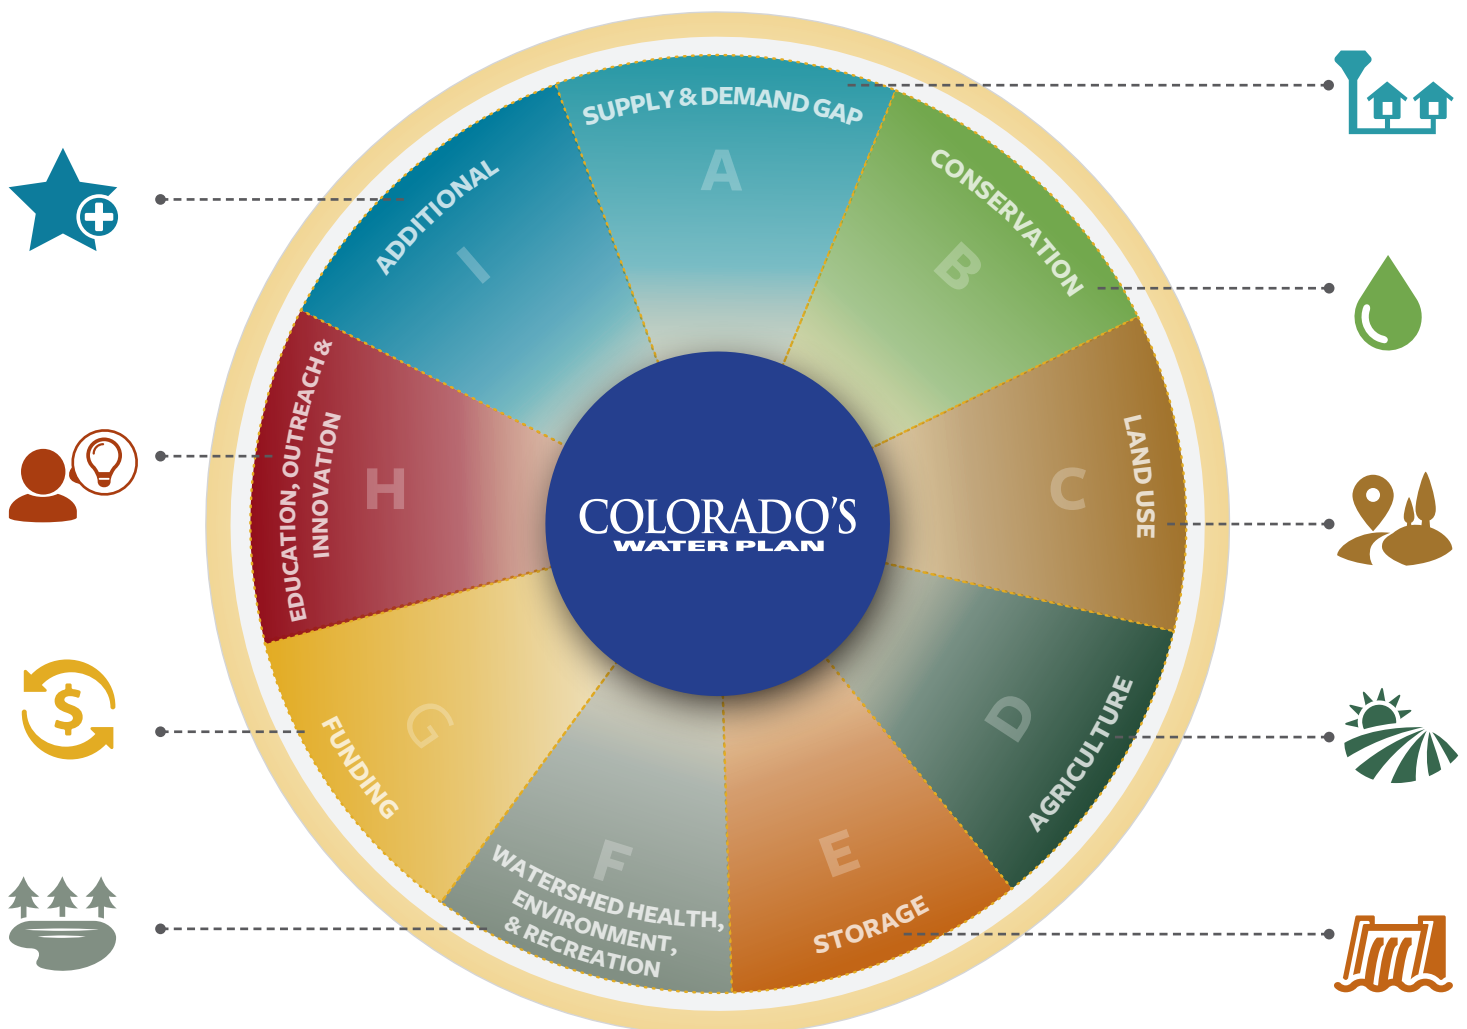 SUPPLY & DEMAND GAP
A
CONSERVATION
B
LAND USE
C
AGRICULTURE
D
STORAGE
E
F
WATERSHED HEALTH,
ENVIRONMENT,
& RECREATION
FUNDING
G
EDUCATION, OUTREACH &
INNOVATION
H
ADDITIONAL
I
COLORADO'S
WATER PLAN
$